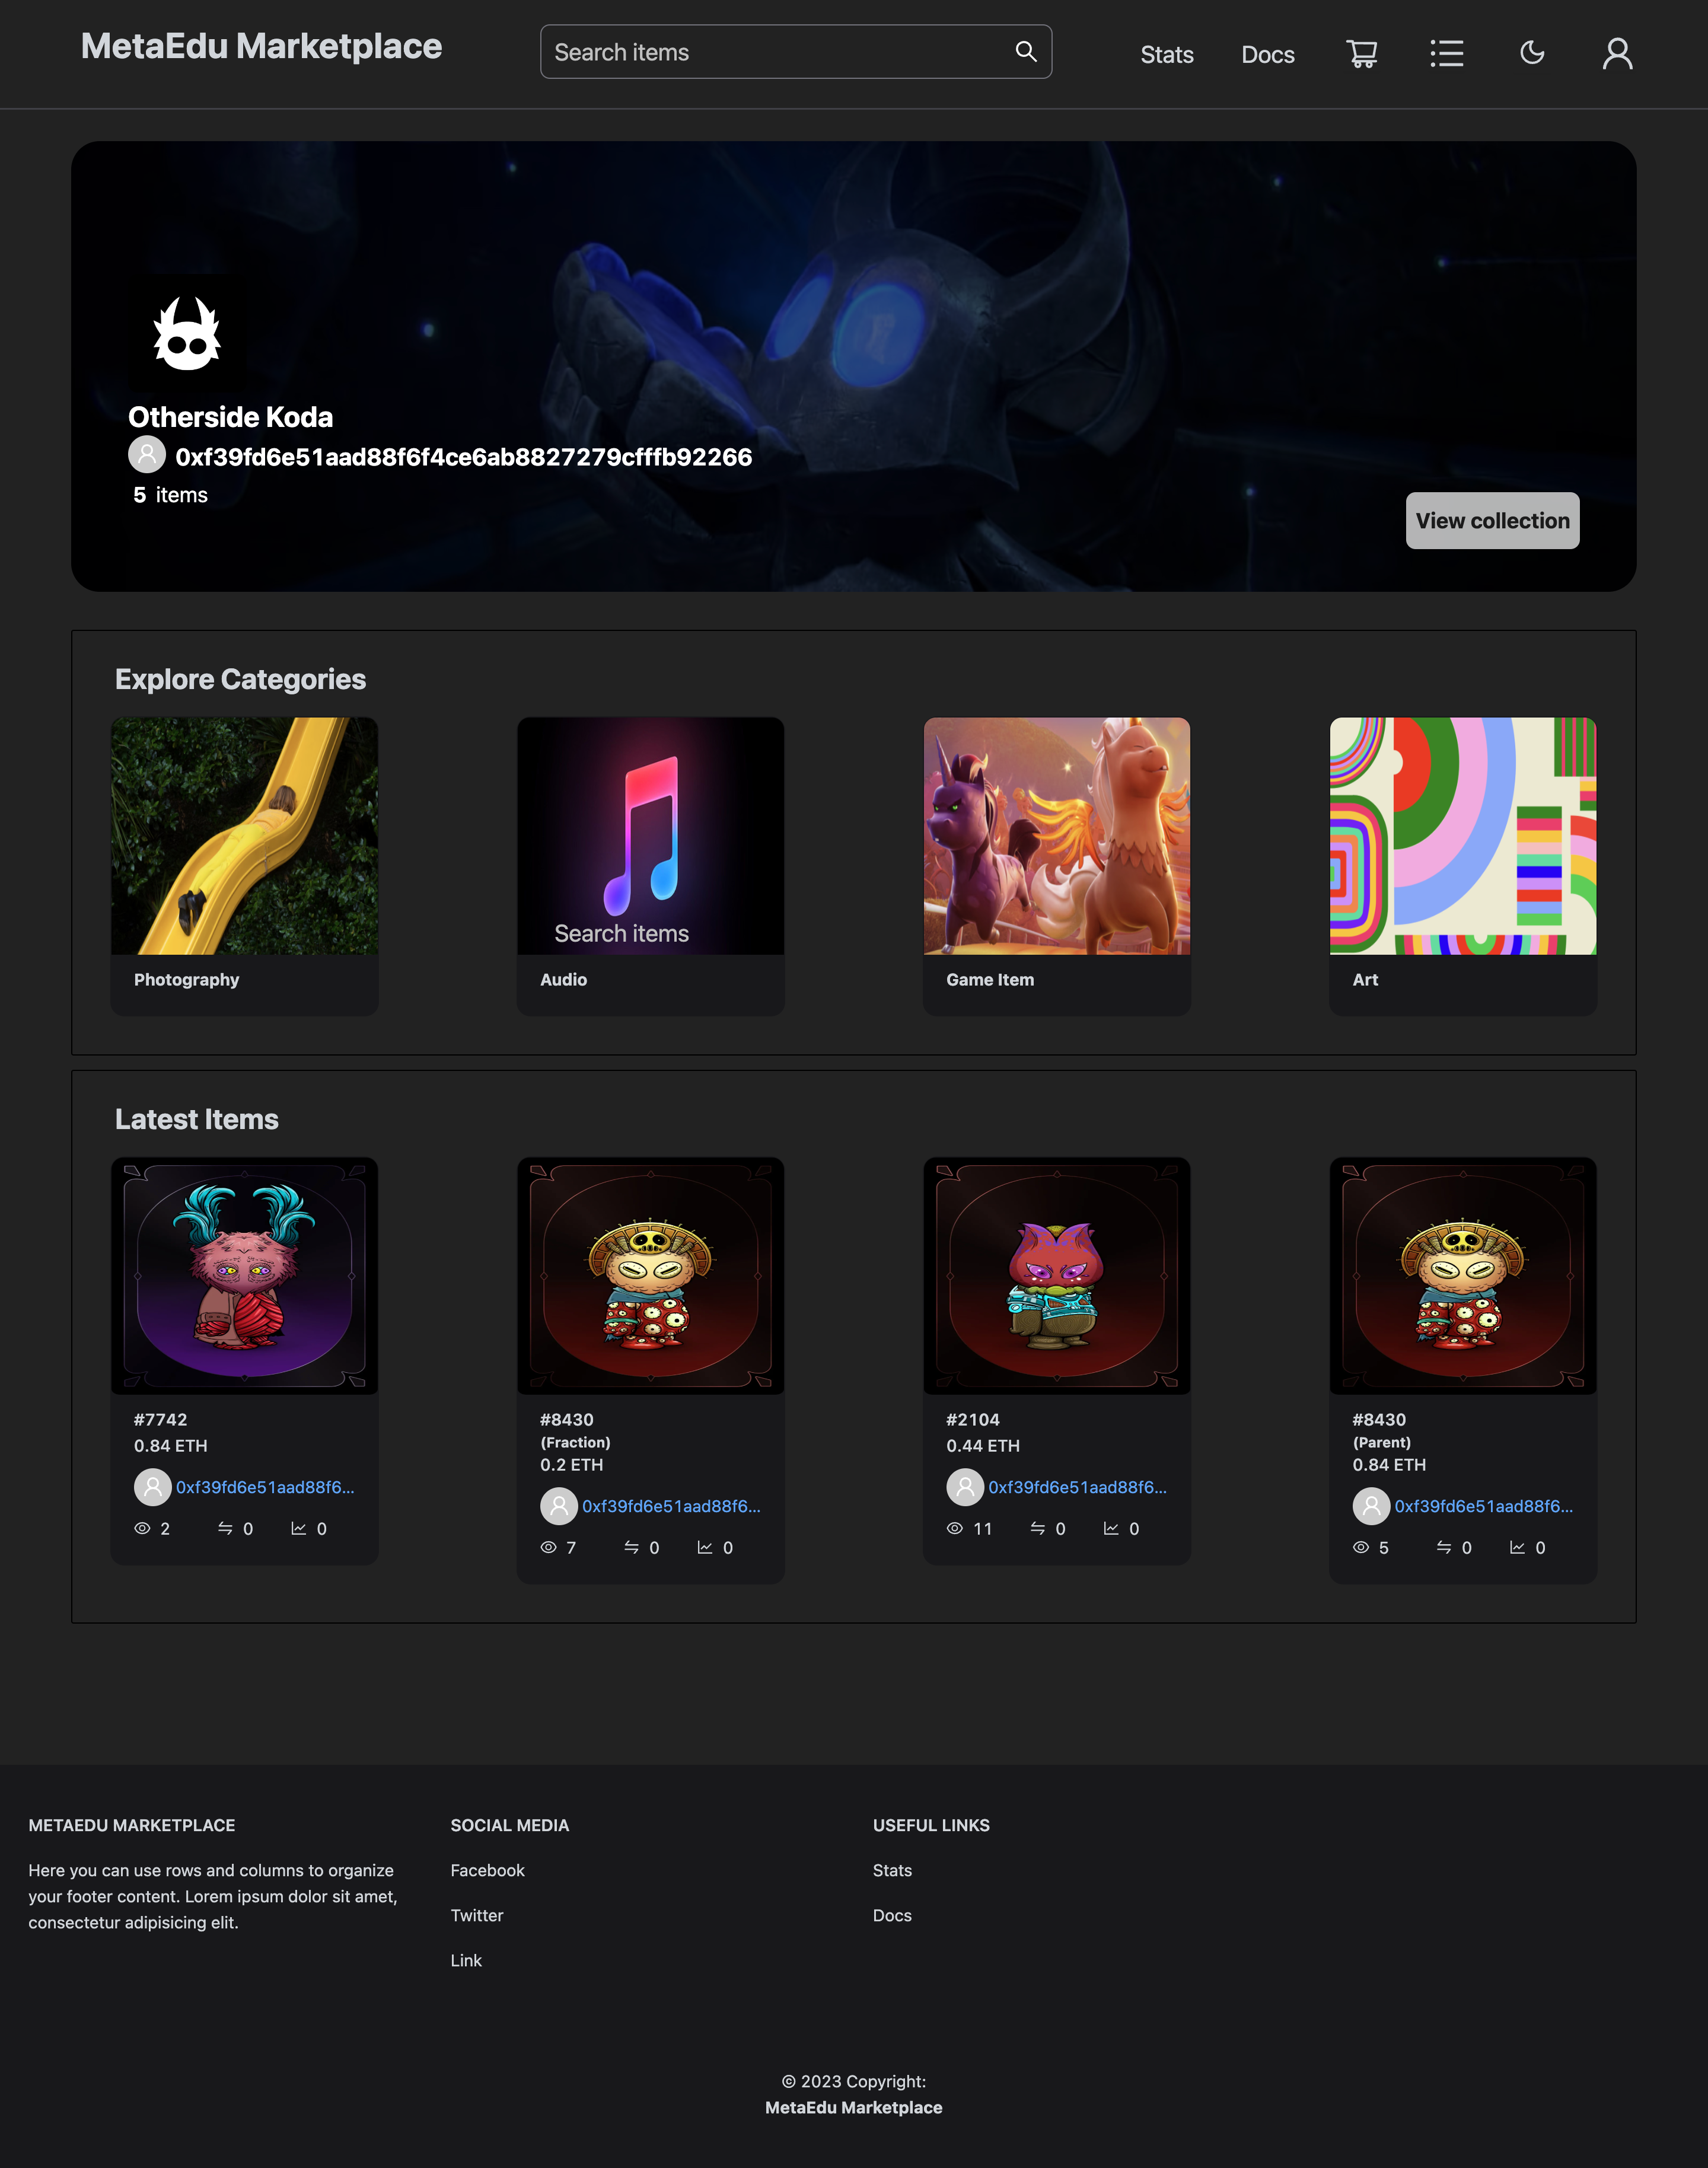 MetaEdu Marketplace
Search items
Stats
Docs
Otherside Koda
0xf39fd6e51aad88f6f4ce6ab8827279cfffb92266
5 items
View collection
Explore Categories
Search items
Photography
Audio
Game Item
Art
Latest Items
#7742
0.84 ETH
0xf39fd6e51aad88f6...
2 0 0
#8430
(Fraction)
0.2 ETH
0xf39fd6e51aad88f6...
7 0 0
#2104
0.44 ETH
0xf39fd6e51aad88f6...
11 0 0
#8430
(Parent)
0.84 ETH
0xf39fd6e51aad88f6...
5 0 0
METAEDU MARKETPLACE
Here you can use rows and columns to organize
your footer content. Lorem ipsum dolor sit amet,
consectetur adipisicing elit.
SOCIAL MEDIA
Facebook
Twitter
Link
USEFUL LINKS
Stats
Docs
© 2023 Copyright:
MetaEdu Marketplace